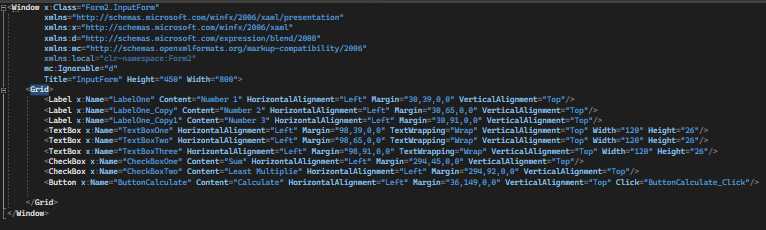 <Window x:Class="Form2.InputForm"
xmlns="http://schemas.microsoft.com/winfx/2006/xaml/presentation"
xmlns:x="http://schemas.microsoft.com/winfx/2006/xaml"
xmlns:d="http://schemas.microsoft.com/expression/blend/2008"
xmlns:mc="http://schemas.openxmlformats.org/markup-compatibility/2006"
xmlns:local="clr-namespace:Form2"
mc:Ignorable="d"
Title="InputForm" Height="450" Width="800">
<Grid>
<Label x:Name="LabelOne" Content="Number 1" HorizontalAlignment="Left" Margin="30,39,0,0" VerticalAlignment="Top"/>
<Label x:Name="LabelOne_Copy" Content="Number 2" HorizontalAlignment="Left" Margin="30,65,0,0" VerticalAlignment="Top"/>
<Label x:Name="LabelOne_Copy1" Content="Number 3" HorizontalAlignment="Left" Margin="30,91,0,0" VerticalAlignment="Top"/>
<TextBox x:Name="TextBoxOne" HorizontalAlignment="Left" Margin="98,39,0,0" TextWrapping="Wrap" VerticalAlignment="Top" Width="120" Height="26"/>
<TextBox x:Name="TextBoxTwo" HorizontalAlignment="Left" Margin="98,65,0,0" TextWrapping="Wrap" VerticalAlignment="Top" Width="120" Height="26"/>
<TextBox x:Name="TextBoxThree" HorizontalAlignment="Left" Margin="98,91,0,0" TextWrapping="Wrap" VerticalAlignment="Top" Width="120" Height="26"/>
<CheckBox x:Name="CheckBoxOne" Content="Sum" HorizontalAlignment="Left" Margin="294,45,0,0" VerticalAlignment="Top"/>
<CheckBox x:Name="CheckBoxTwo" Content="Least Multiplie" HorizontalAlignment="Left" Margin="294,92,0,0" VerticalAlignment="Top"/>
<Button x:Name="ButtonCalculate" Content="Calculate" HorizontalAlignment="Left" Margin="36,149,0,0" VerticalAlignment="Top" Click="ButtonCalculate_Click"/>
</Grid>
</Window>